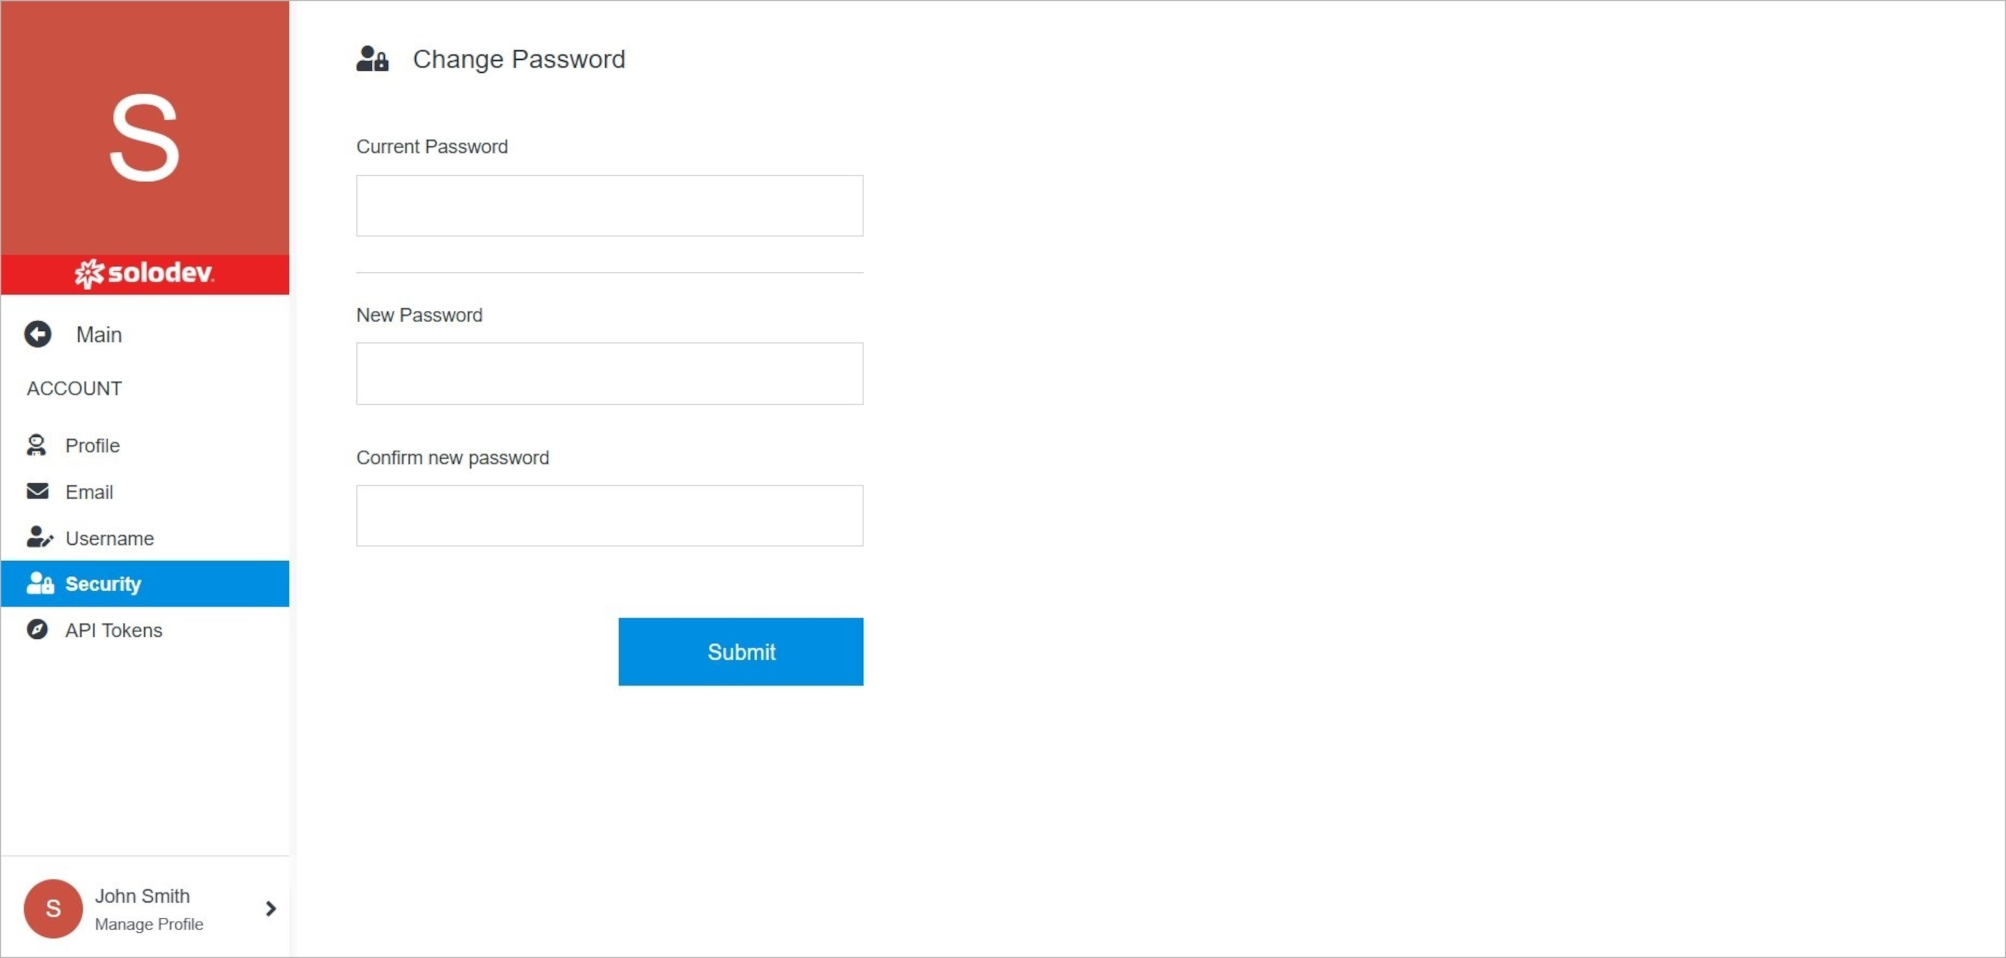 S
solodev
Main
ACCOUNT
Profile
Email
Username
Security
API Tokens
S
John Smith
Manage Profile
Change Password
Current Password
New Password
Confirm new password
Submit